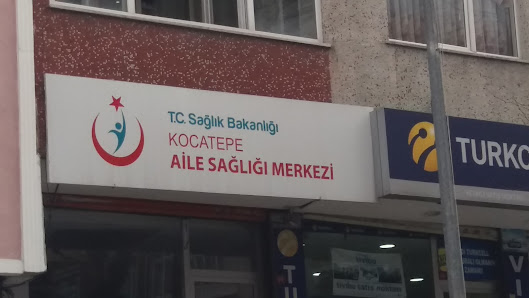 T.C. Sağlık Bakanlığı
KOCATEPE
AİLE SAĞLIĞI MERKEZİ
TURKC